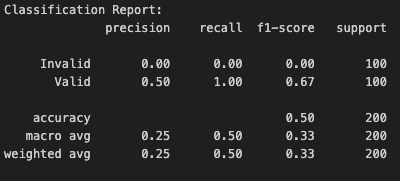 Classification Report:
precision recall f1-score support
Invalid 0.00 0.00 0.00 100
Valid 0.50 1.00 0.67 100
accuracy 0.50 200
macro avg 0.25 0.50 0.33 200
weighted avg 0.25 0.50 0.33 200